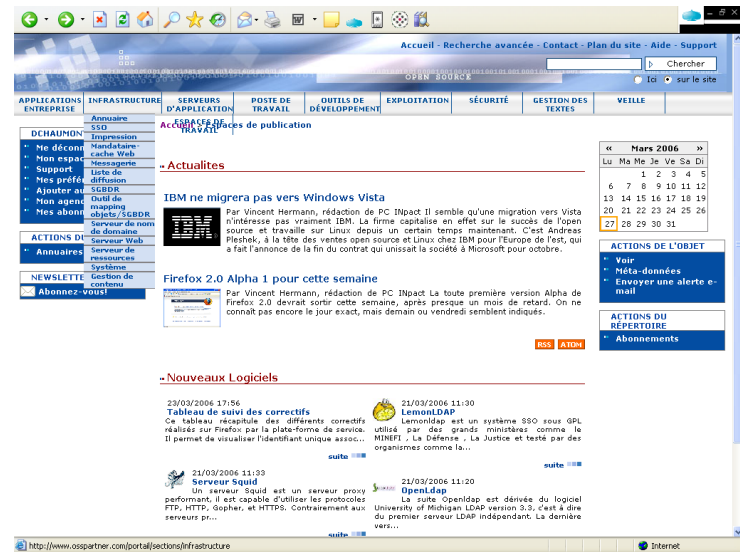 Accueil - Recherche avancée - Contact - Plan du site - Aide - Support
Chercher
Ici sur le site
OPEN SOURCE
APPLICATIONS ENTREPRISE
INFRASTRUCTURE
SERVEURS D'APPLICATION
POSTE DE TRAVAIL
OUTILS DE DÉVELOPPEMENT
EXPLOITATION
SÉCURITÉ
GESTION DES TEXTES
VEILLE
ESPACES DE TRAVAIL
Annuaire
SSO
Impression
Mandataire-
cache Web
Messagerie
Liste de
diffusion
SGBDR
Outil de
mapping
objets/SGBDR
Serveur de nom
de domaine
Serveur Web
Serveur de
ressources
Système
Gestion de
contenu
DCHAUMON
Me déconn
Mon espac
Support
Mes préfé
Ajouter au
Mon agend
Mes abonn
ACTIONS DU
Annuaires
NEWSLETTE
Abonnez-vous!
Accueil > Espaces de publication
Actualites
IBM ne migrera pas vers Windows Vista
IBM
Par Vincent Hermann, rédaction de PC INpact Il semble qu'une migration vers Vista
n'intéresse pas vraiment IBM. La firme capitalise en effet sur le succès de l'open
source et travaille sur Linux depuis un certain temps maintenant. C'est Andreas
Pleshek, à la tête des ventes open source et Linux chez IBM pour l'Europe de l'est, qui
a fait l'annonce de la fin du contrat qui unissait la société à Microsoft pour octobre.
Firefox 2.0 Alpha 1 pour cette semaine
Par Vincent Hermann, rédaction de PC INpact La toute première version Alpha de
Firefox 2.0 devrait sortir cette semaine, après presque un mois de retard. On ne
connaît pas encore le jour exact, mais demain ou vendredi semblent indiqués.
RSS ATOM
Nouveaux Logiciels
23/03/2006 17:56
Tableau de suivi des correctifs
Ce tableau récapitule des différents correctifs
réalisés sur Firefox par la plate-forme de service.
Il permet de visualiser l'identifiant unique assoc...
suite
21/03/2006 11:30
LemonLDAP
Lemonldap est un système SSO sous GPL
utilisé par des grands ministères comme le
MINEFI , La Défense , La Justice et testé par des
organismes comme la...
suite
21/03/2006 11:33
Serveur Squid
Un serveur Squid est un serveur proxy
performant, il est capable d'utiliser les protocoles
FTP, HTTP, Gopher, et HTTPS. Contrairement aux
serveurs pr...
suite
21/03/2006 11:20
OpenLdap
La suite Openldap est dérivée du logiciel
University of Michigan LDAP version 3.3, c'est à dire
du premier serveur LDAP indépendant. La dernière
vers...
« Mars 2006 »
Lu Ma Me Je Ve Sa Di
1 2 3 4 5
6 7 8 9 10 11 12
13 14 15 16 17 18 19
20 21 22 23 24 25 26
27 28 29 30 31
ACTIONS DE L'OBJET
Voir
Méta-données
Envoyer une alerte e-
mail
ACTIONS DU
RÉPERTOIRE
Abonnements
http://www.osspartner.com/portail/sections/infrastructure
Internet